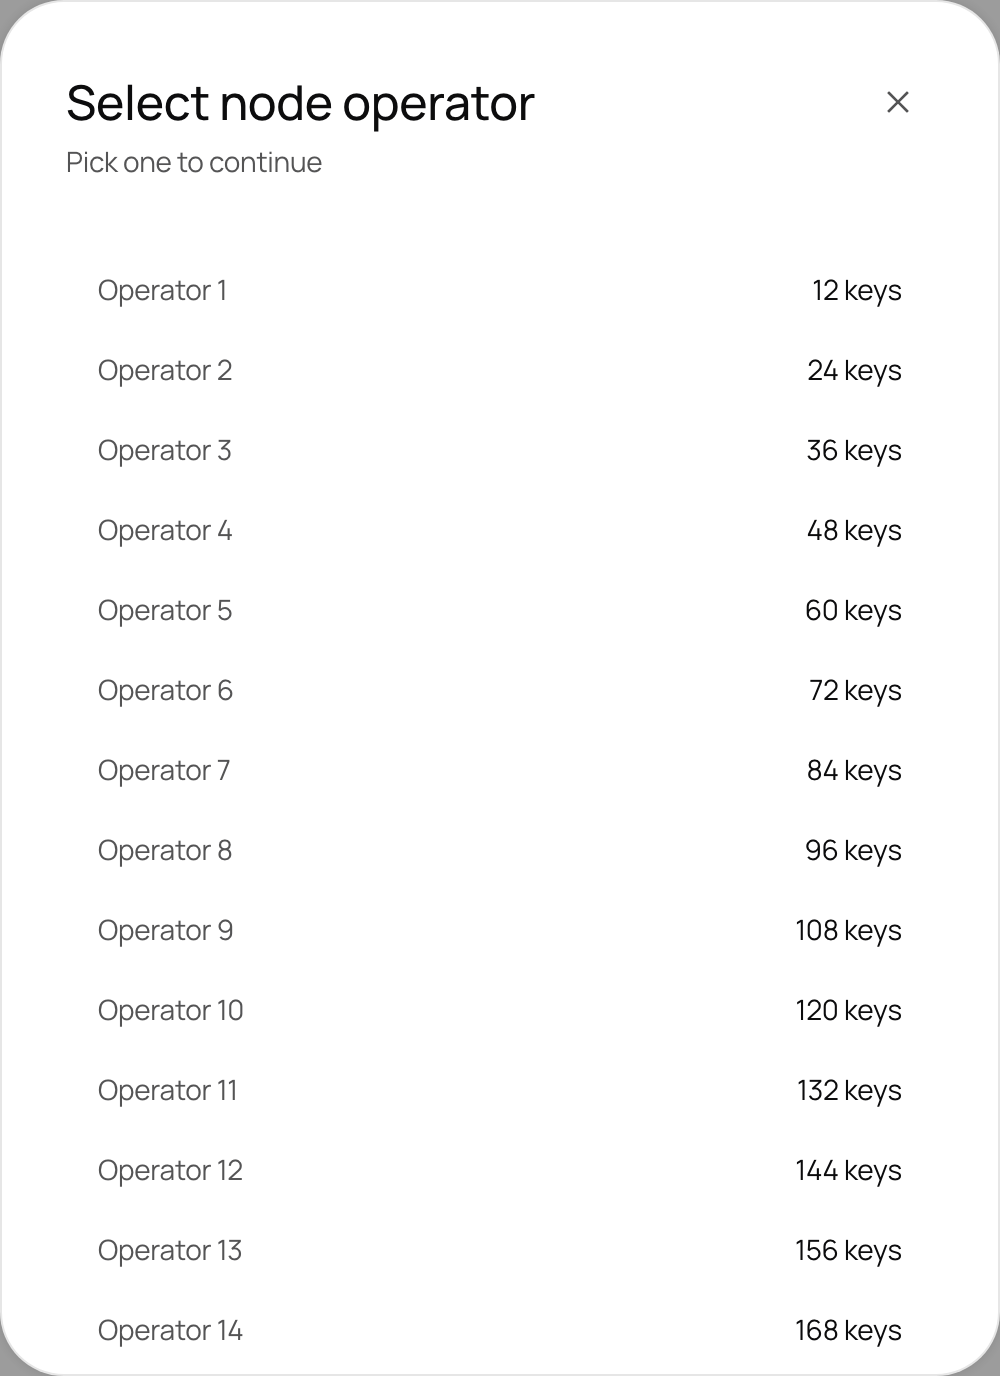 Select node operator
Pick one to continue
Operator 1 12 keys
Operator 2 24 keys
Operator 3 36 keys
Operator 4 48 keys
Operator 5 60 keys
Operator 6 72 keys
Operator 7 84 keys
Operator 8 96 keys
Operator 9 108 keys
Operator 10 120 keys
Operator 11 132 keys
Operator 12 144 keys
Operator 13 156 keys
Operator 14 168 keys